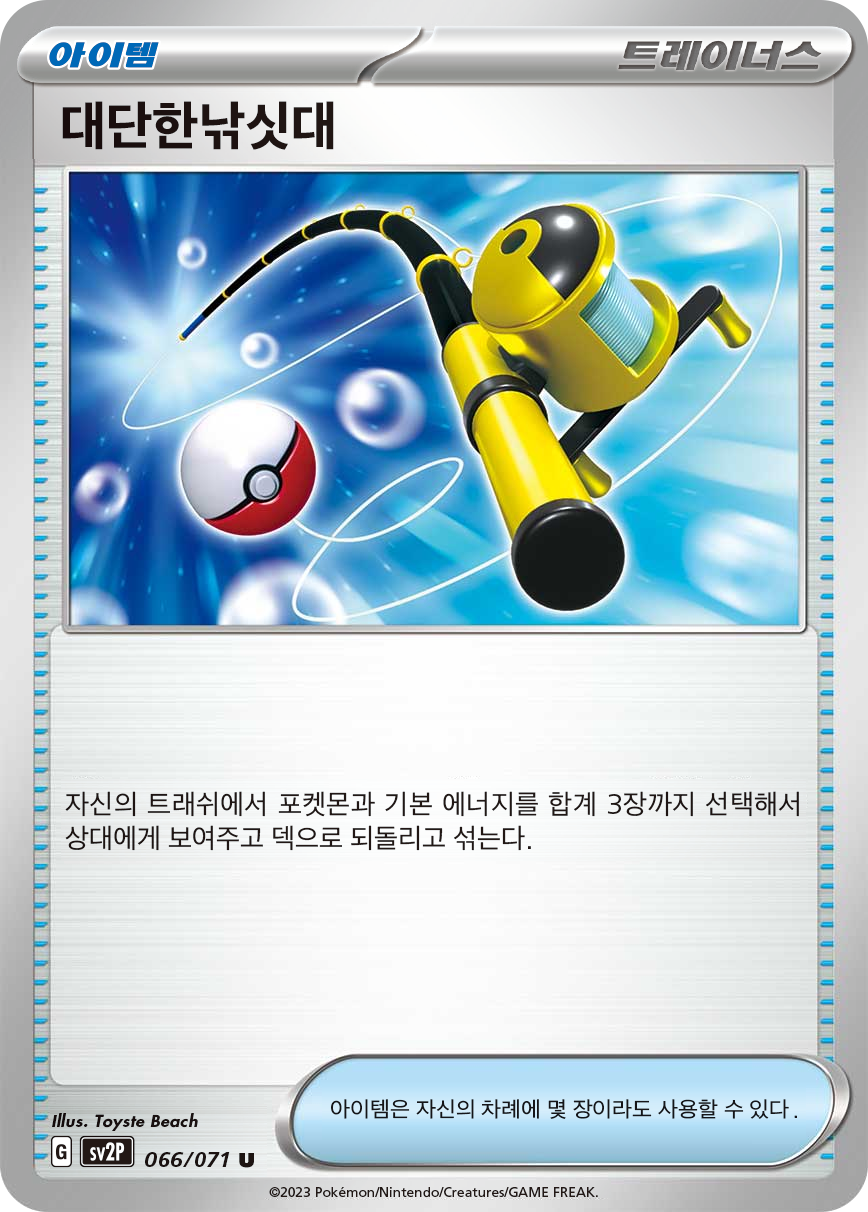 아이템
트레이너스
대단한낚싯대
자신의 트래쉬에서 포켓몬과 기본 에너지를 합계 3장까지 선택해서
상대에게 보여주고 덱으로 되돌리고 섞는다.
아이템은 자신의 차례에 몇 장이라도 사용할 수 있다.
Illus. Toyste Beach
G sv2P 066/071 U
©2023 Pokémon/Nintendo/Creatures/GAME FREAK.